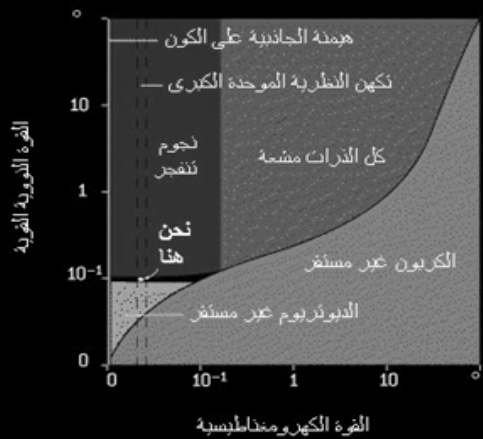 هيمنة الجاذبية على الكون
تكهن النظرية الموحدة الكبرى
نجوم
تنفجر
كل الذرات مشعة
نحن
هنا
الكربون غير مستقر
الديوتريوم غير مستقر
القوة النووية القوية
10
1
10⁻¹
0
0
10⁻¹
1
10
القوة الكهرومغناطيسية